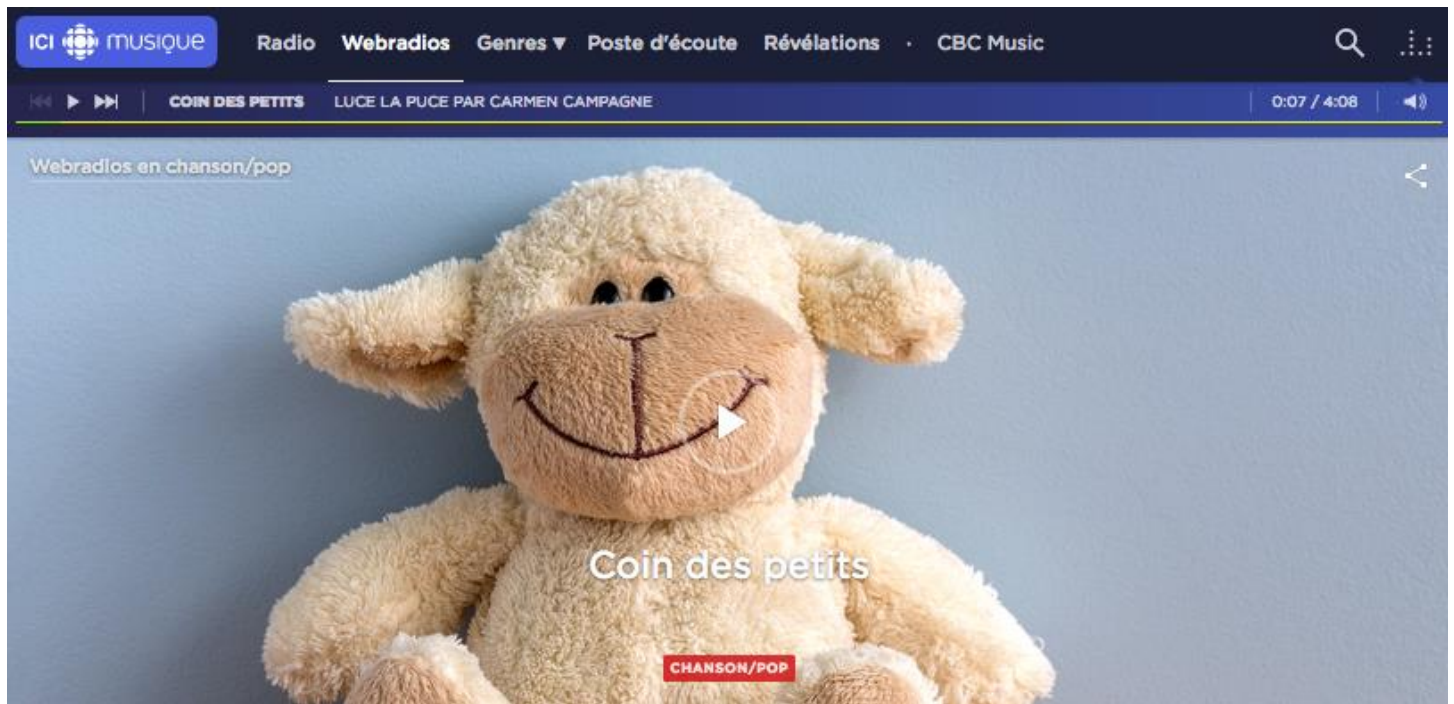 ICI musique Radio Webradios Genres ▼ Poste d'écoute Révélations · CBC Music
COIN DES PETITS LUCE LA PUCE PAR CARMEN CAMPAGNE 0:07 / 4:08
Webradios en chanson/pop
Coin des petits
CHANSON/POP